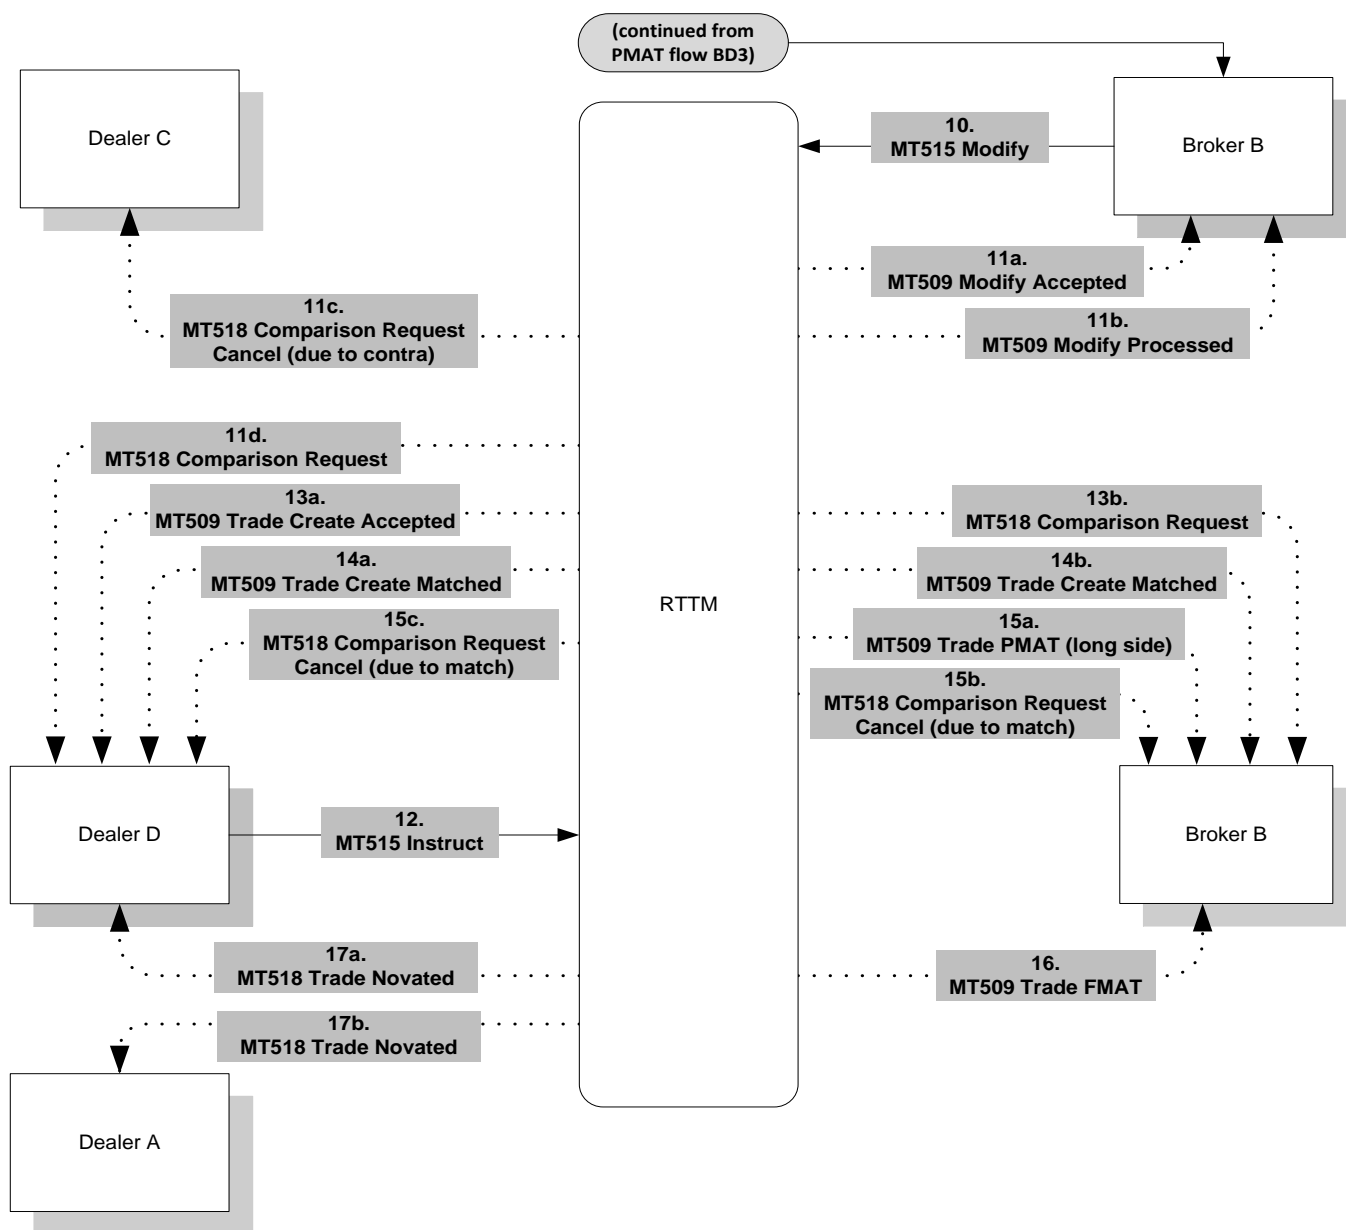 (continued from
PMAT flow BD3)
Dealer C
Broker B
10.
MT515 Modify
11a.
MT509 Modify Accepted
11c.
MT518 Comparison Request
Cancel (due to contra)
11b.
MT509 Modify Processed
11d.
MT518 Comparison Request
13a.
MT509 Trade Create Accepted
13b.
MT518 Comparison Request
14a.
MT509 Trade Create Matched
14b.
MT509 Trade Create Matched
RTTM
15c.
MT518 Comparison Request
Cancel (due to match)
15a.
MT509 Trade PMAT (long side)
15b.
MT518 Comparison Request
Cancel (due to match)
Dealer D
12.
MT515 Instruct
Broker B
17a.
MT518 Trade Novated
16.
MT509 Trade FMAT
17b.
MT518 Trade Novated
Dealer A